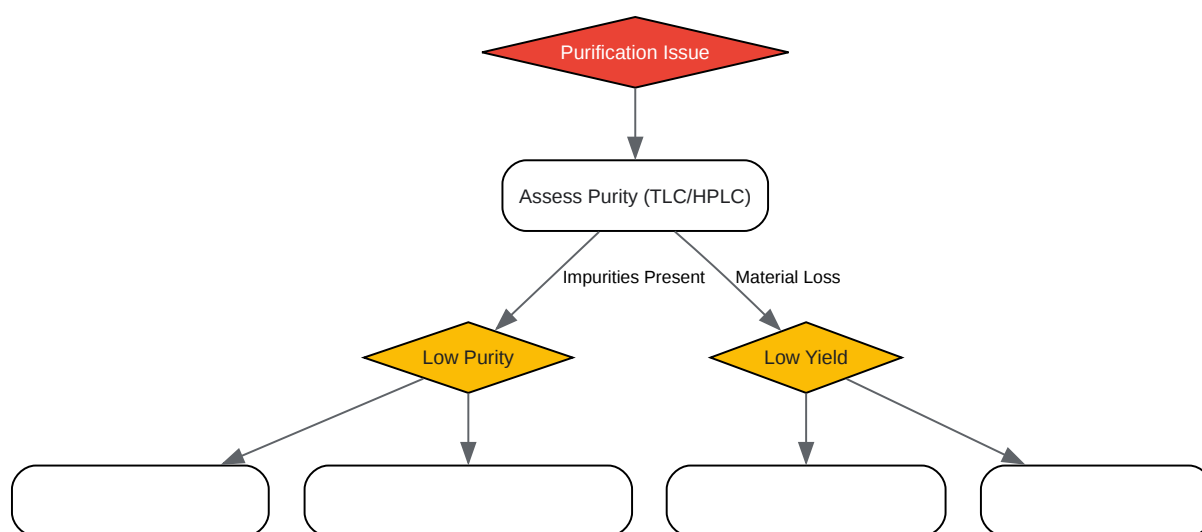 Purification Issue
Assess Purity (TLC/HPLC)
Impurities Present
Material Loss
Low Purity
Low Yield